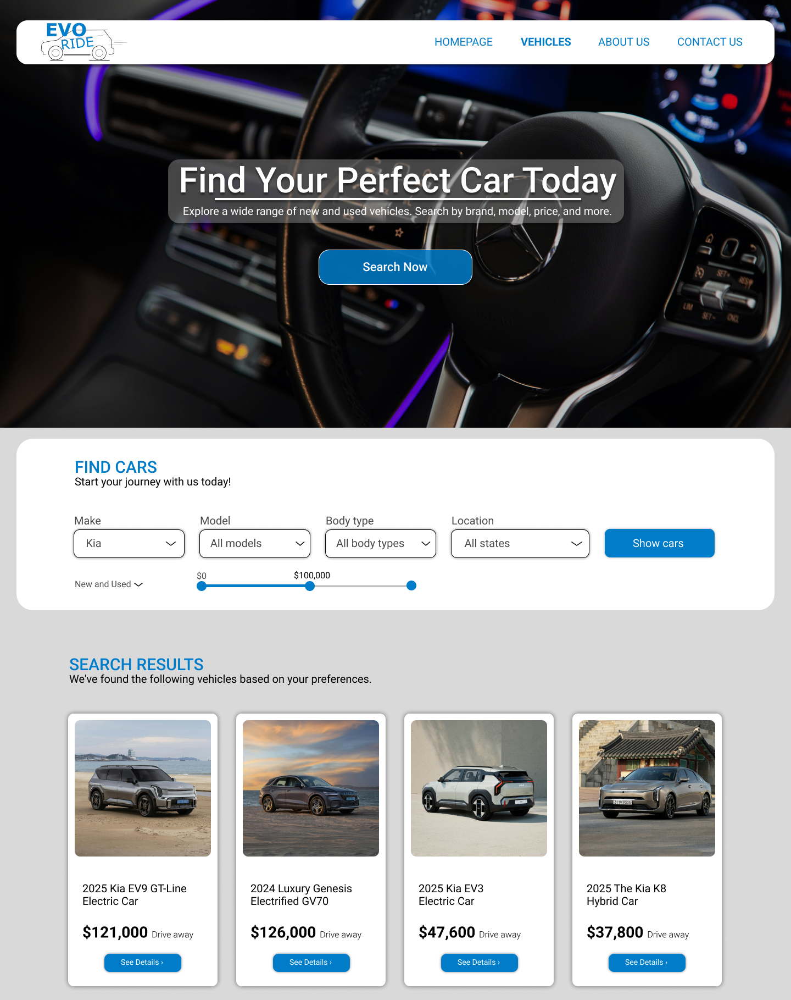 EVO
RIDE
HOMEPAGE
VEHICLES
ABOUT US
CONTACT US
Find Your Perfect Car Today
Explore a wide range of new and used vehicles. Search by brand, model, price, and more.
Search Now
SET+
RES
LIM
SET-
CNCL
FIND CARS
Start your journey with us today!
Make
Model
Body type
Location
Kia
All models
All body types
All states
Show cars
New and Used
$0
$100,000
SEARCH RESULTS
We've found the following vehicles based on your preferences.
2025 Kia EV9 GT-Line
Electric Car
$121,000 Drive away
See Details ›
2024 Luxury Genesis
Electrified GV70
$126,000 Drive away
See Details ›
2025 Kia EV3
Electric Car
$47,600 Drive away
See Details ›
2025 The Kia K8
Hybrid Car
$37,800 Drive away
See Details ›